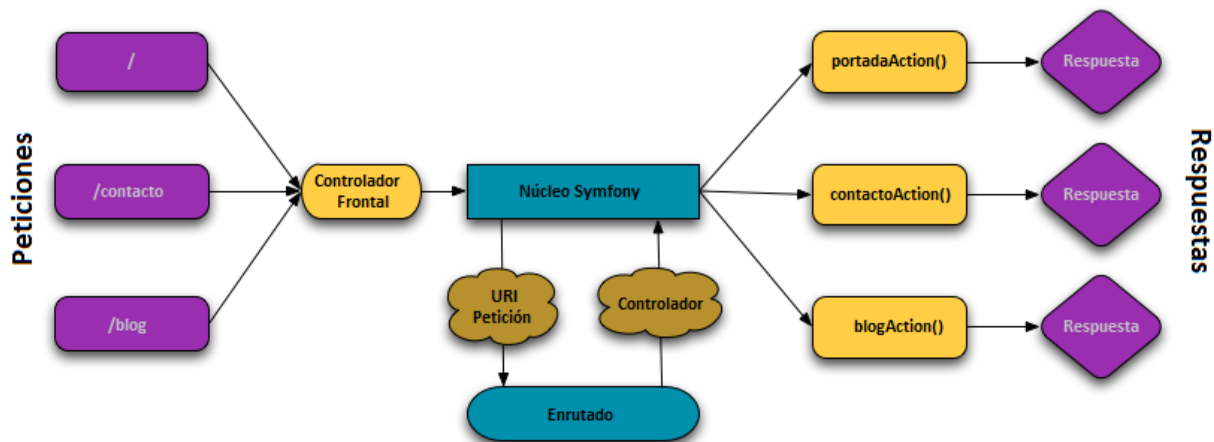 Peticiones
/
/contacto
/blog
Controlador
Frontal
Núcleo Symfony
URI
Petición
Controlador
Enrutado
portadaAction()
contactoAction()
blogAction()
Respuesta
Respuesta
Respuesta
Respuestas